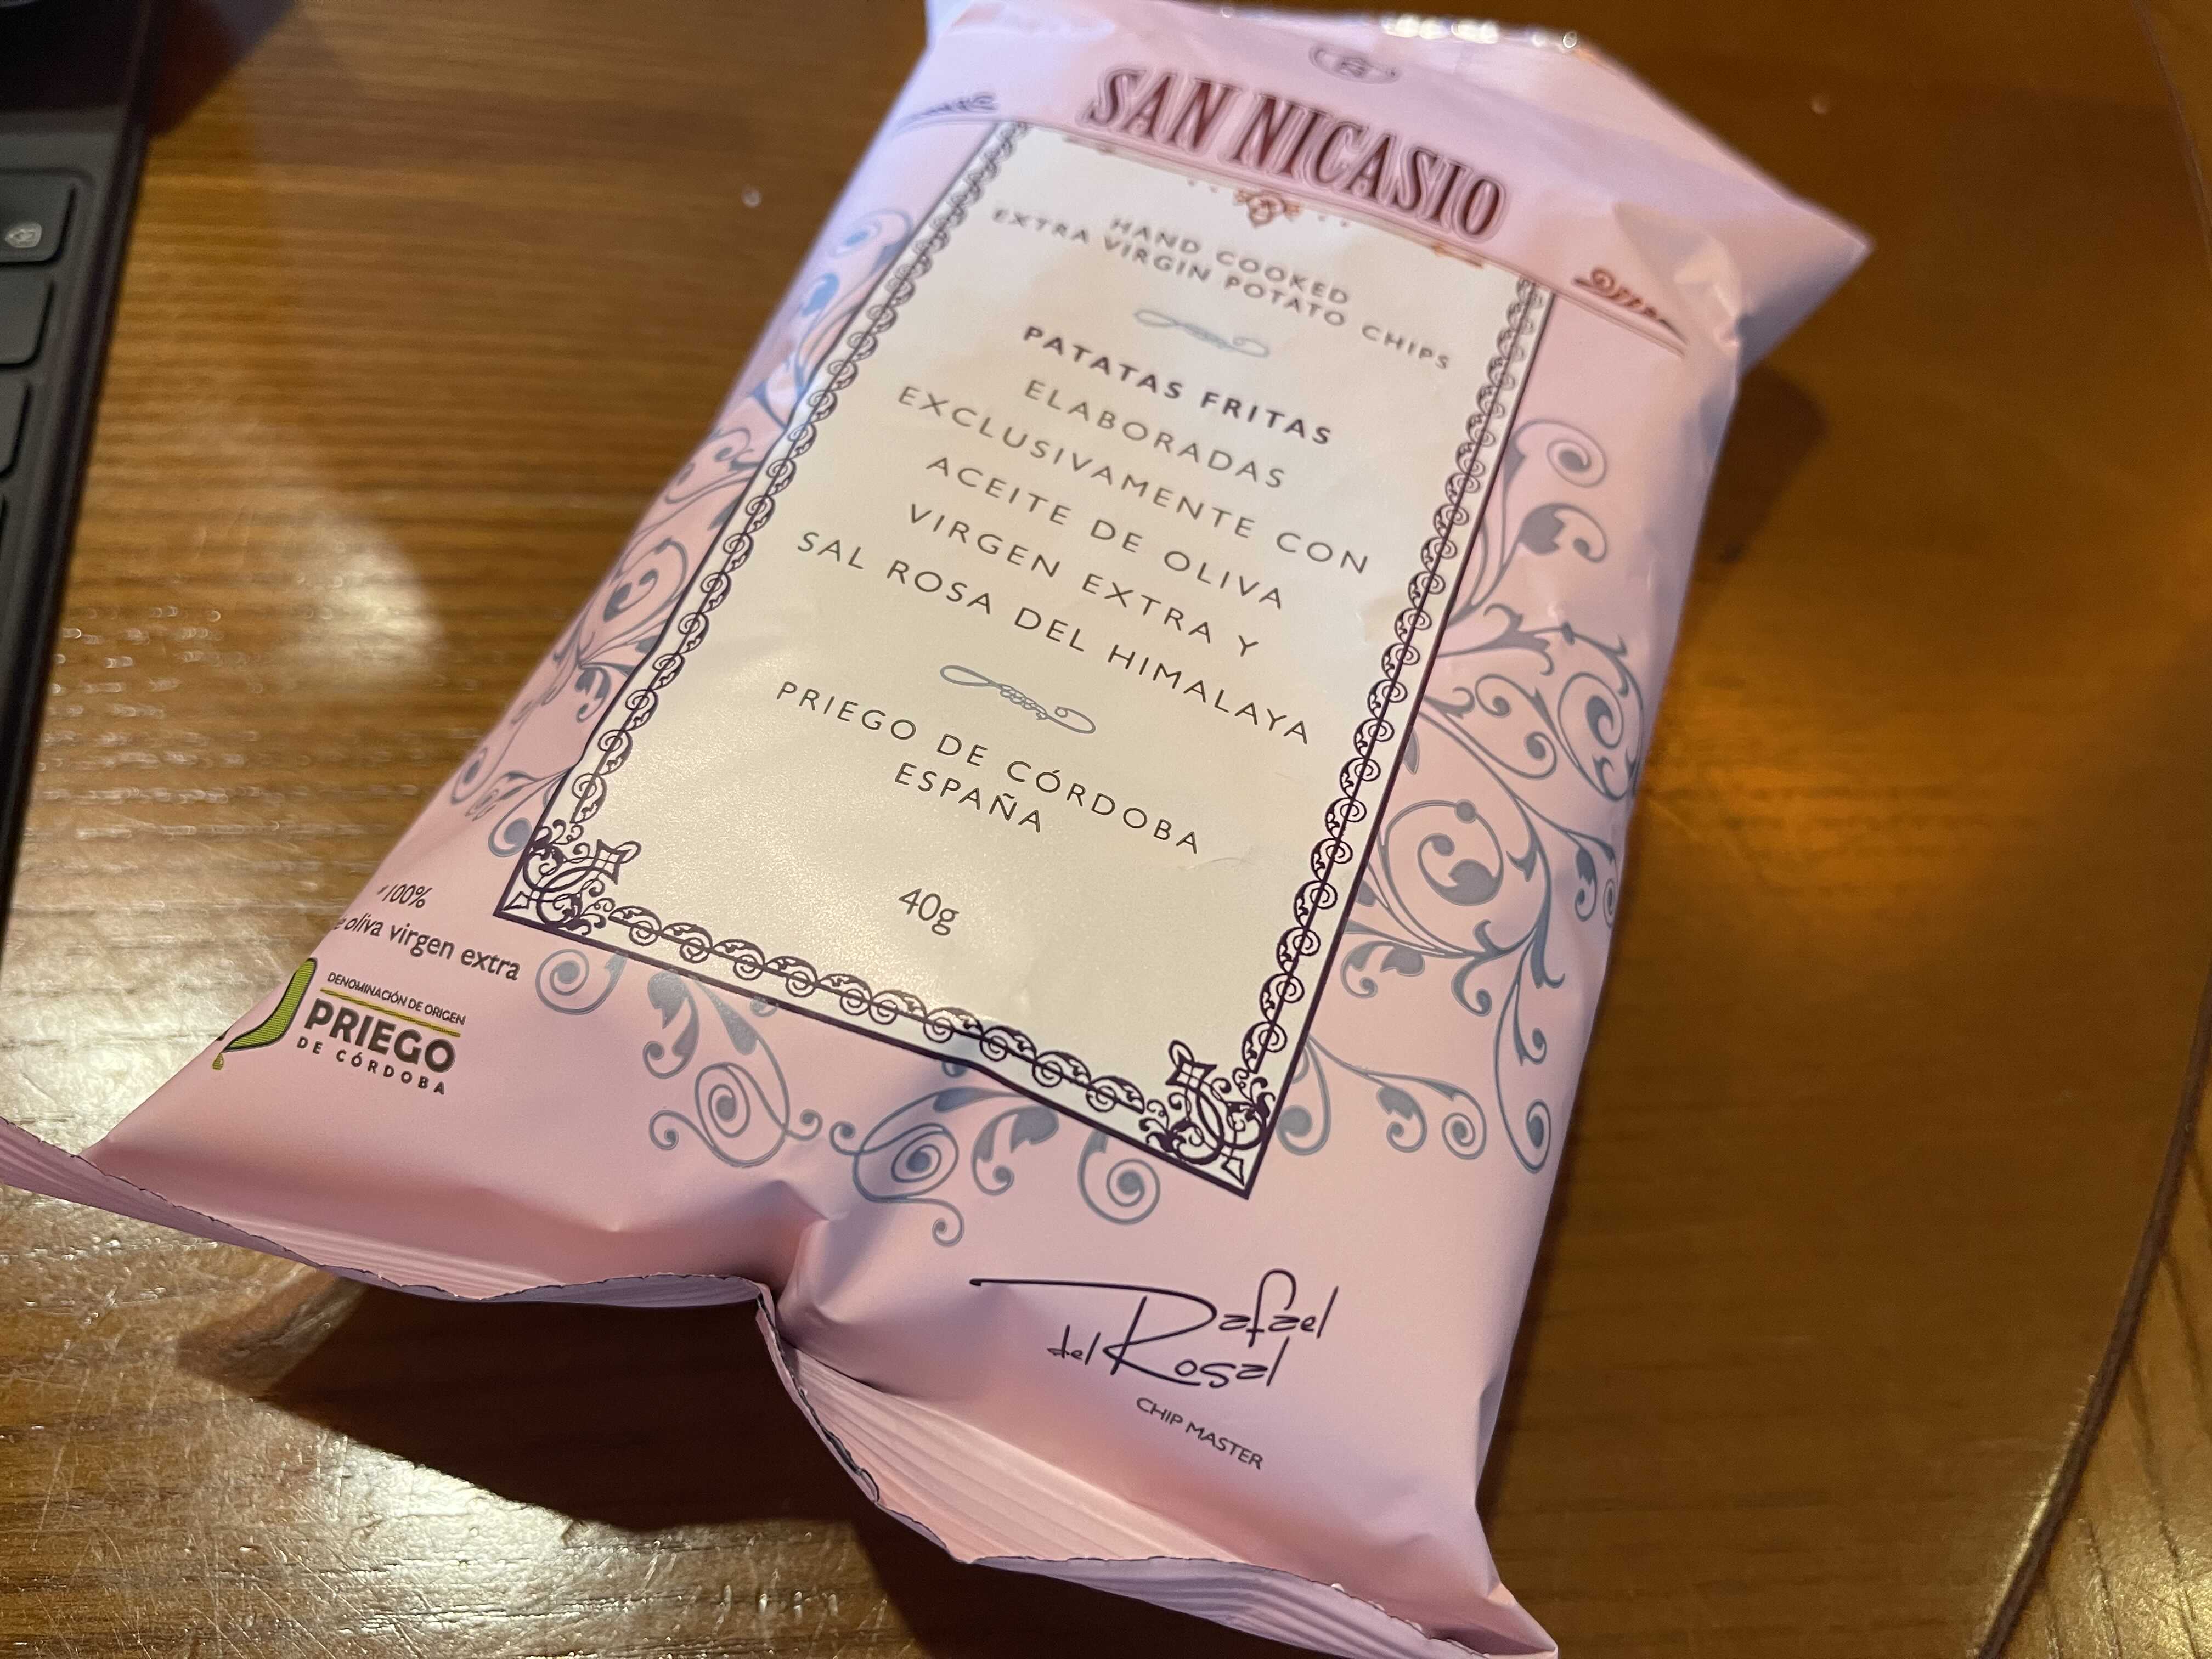 SAN NICASIO
HAND COOKED
EXTRA VIRGIN POTATO CHIPS
PATATAS FRITAS
ELABORADAS
EXCLUSIVAMENTE CON
ACEITE DE OLIVA
VIRGEN EXTRA Y
SAL ROSA DEL HIMALAYA
PRIEGO DE CÓRDOBA
ESPAÑA
40g
100%
oliva virgen extra
DENOMINACIÓN DE ORIGEN
PRIEGO
DE CÓRDOBA
Rafael
del Rosal
CHIP MASTER